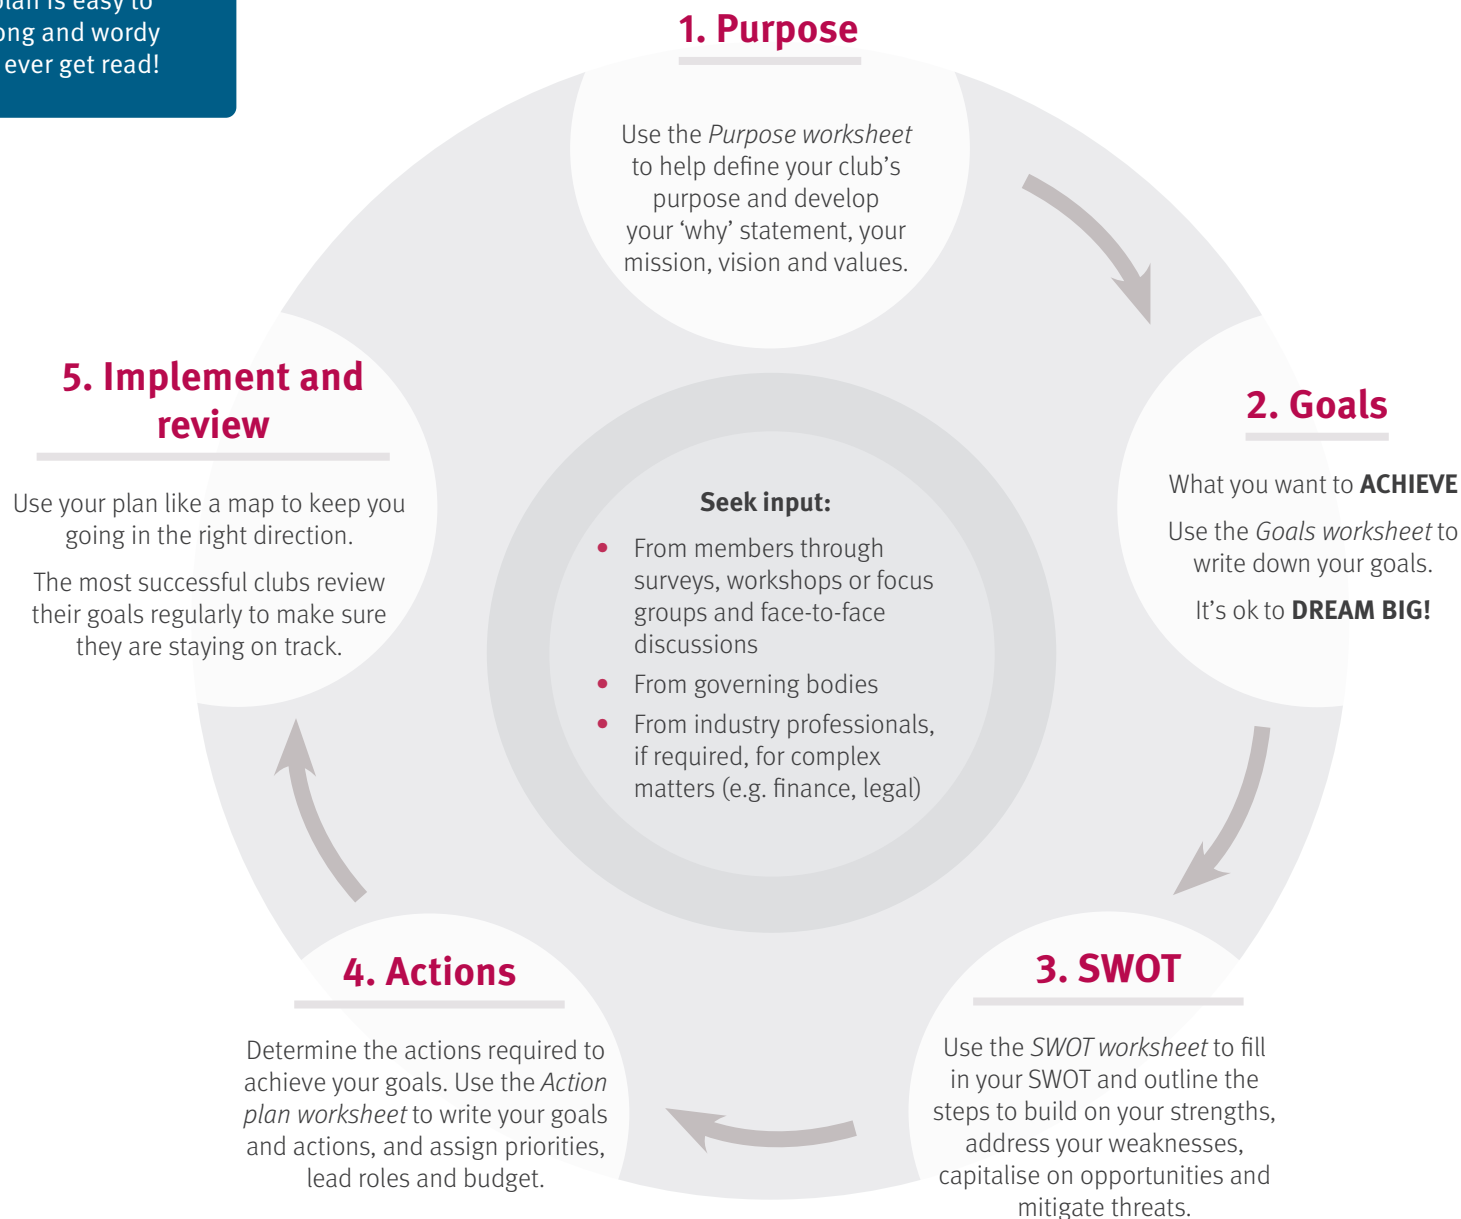 plan is easy to
ong and wordy
ever get read!
1. Purpose
Use the Purpose worksheet
to help define your club’s
purpose and develop
your ‘why’ statement, your
mission, vision and values.
2. Goals
What you want to ACHIEVE
Use the Goals worksheet to
write down your goals.
It’s ok to DREAM BIG!
3. SWOT
Use the SWOT worksheet to fill
in your SWOT and outline the
steps to build on your strengths,
address your weaknesses,
capitalise on opportunities and
mitigate threats.
4. Actions
Determine the actions required to
achieve your goals. Use the Action
plan worksheet to write your goals
and actions, and assign priorities,
lead roles and budget.
5. Implement and
review
Use your plan like a map to keep you
going in the right direction.
The most successful clubs review
their goals regularly to make sure
they are staying on track.
Seek input:
• From members through
surveys, workshops or focus
groups and face-to-face
discussions
• From governing bodies
• From industry professionals,
if required, for complex
matters (e.g. finance, legal)